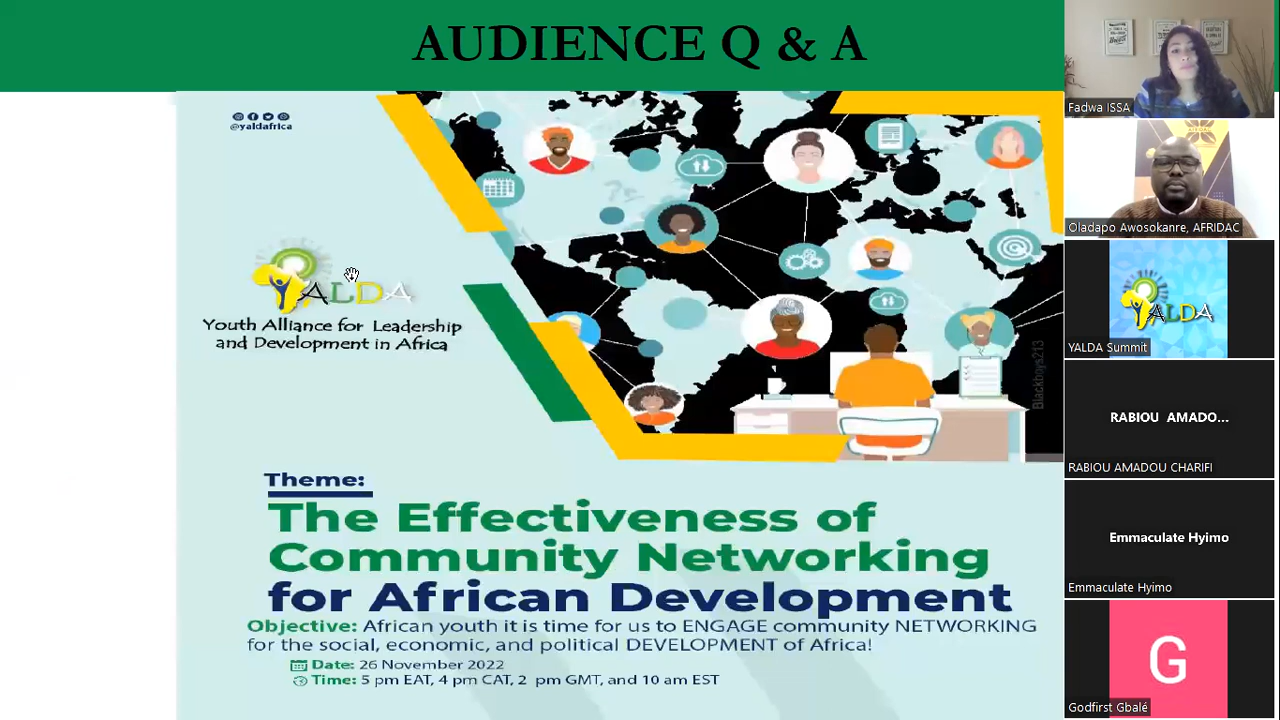 AUDIENCE Q & A
@yaldafrica
YALDA
Youth Alliance for Leadership
and Development in Africa
Blackboya213
Theme:
The Effectiveness of
Community Networking
for African Development
Objective: African youth it is time for us to ENGAGE community NETWORKING
for the social, economic, and political DEVELOPMENT of Africa!
Date: 26 November 2022
Time: 5 pm EAT, 4 pm CAT, 2 pm GMT, and 10 am EST
Fadwa ISSA
Oladapo Awosokanre, AFRIDAC
YALDA
YALDA Summit
RABIOU AMADO...
RABIOU AMADOU CHARIFI
Emmaculate Hyimo
Emmaculate Hyimo
G
Godfirst Gbalé